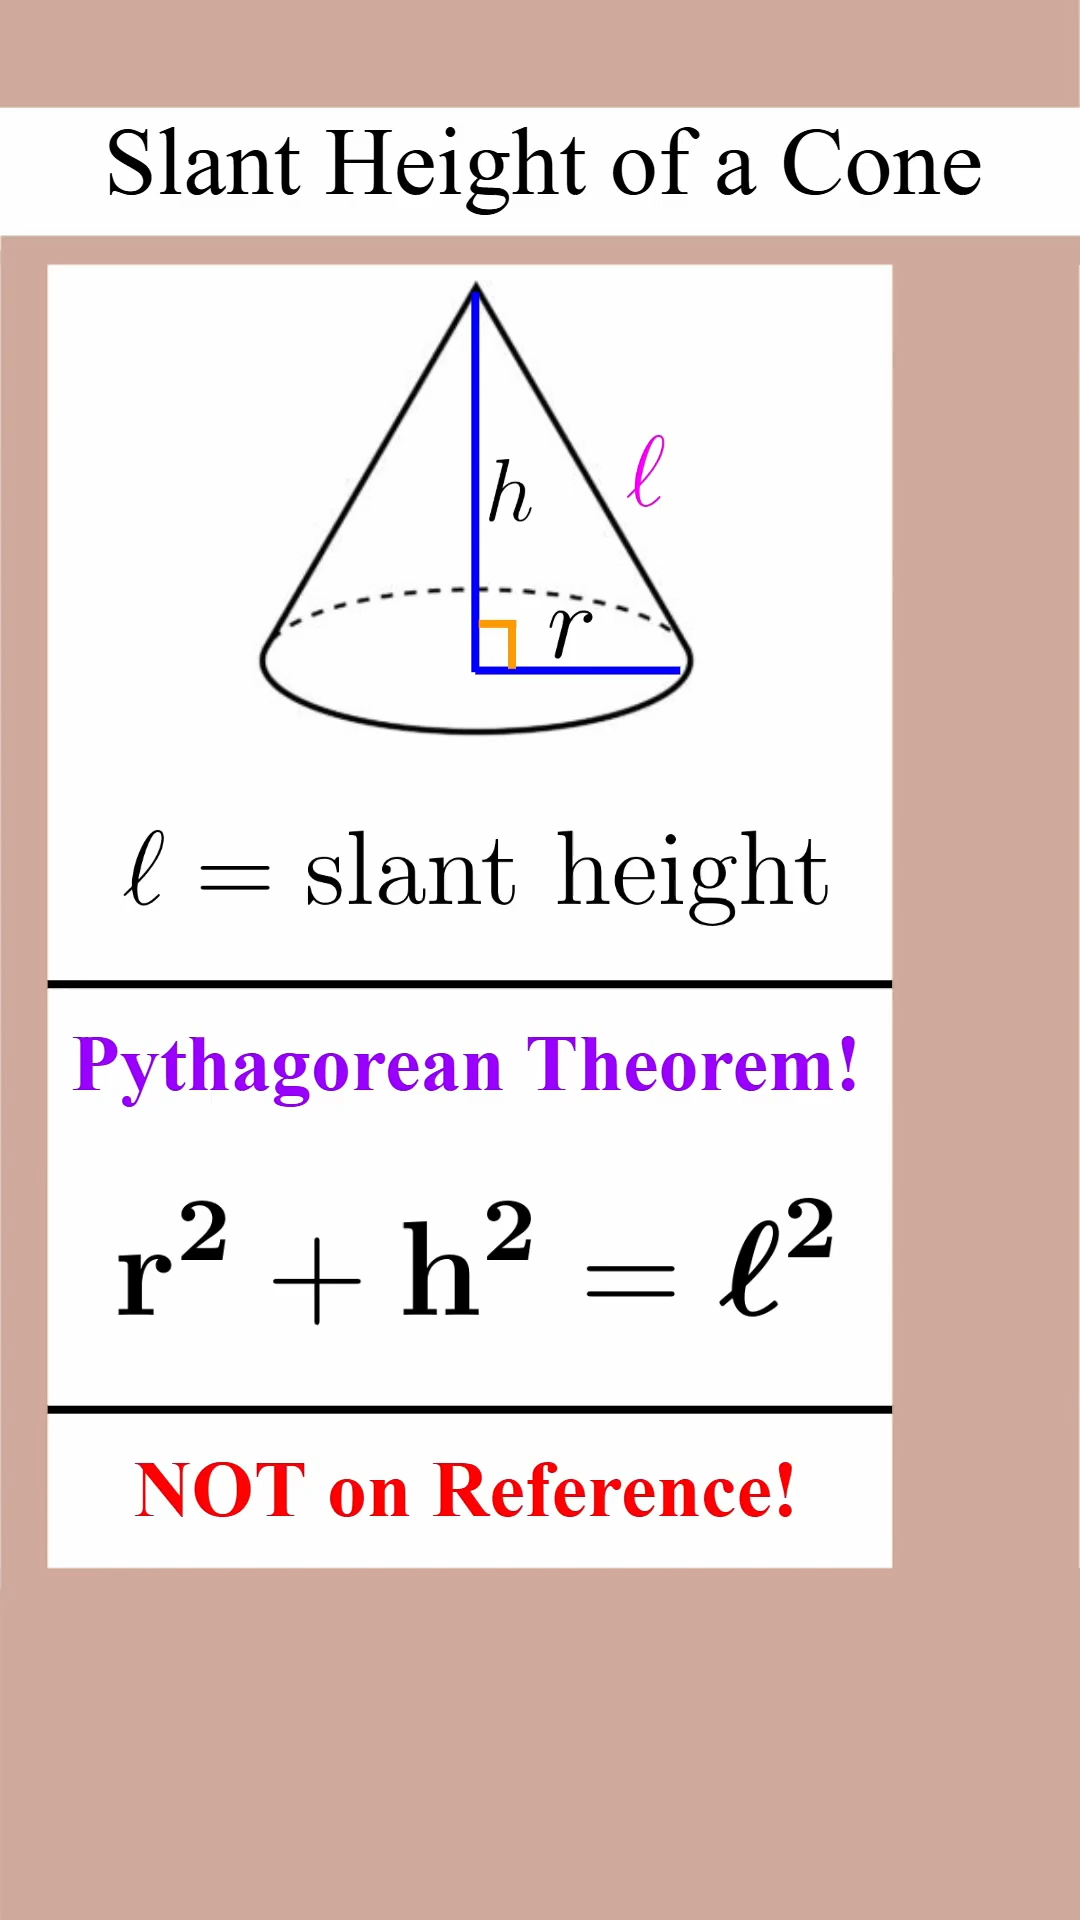 Slant Height of a Cone
h
ℓ
r
ℓ = slant height
Pythagorean Theorem!
r² + h² = ℓ²
NOT on Reference!